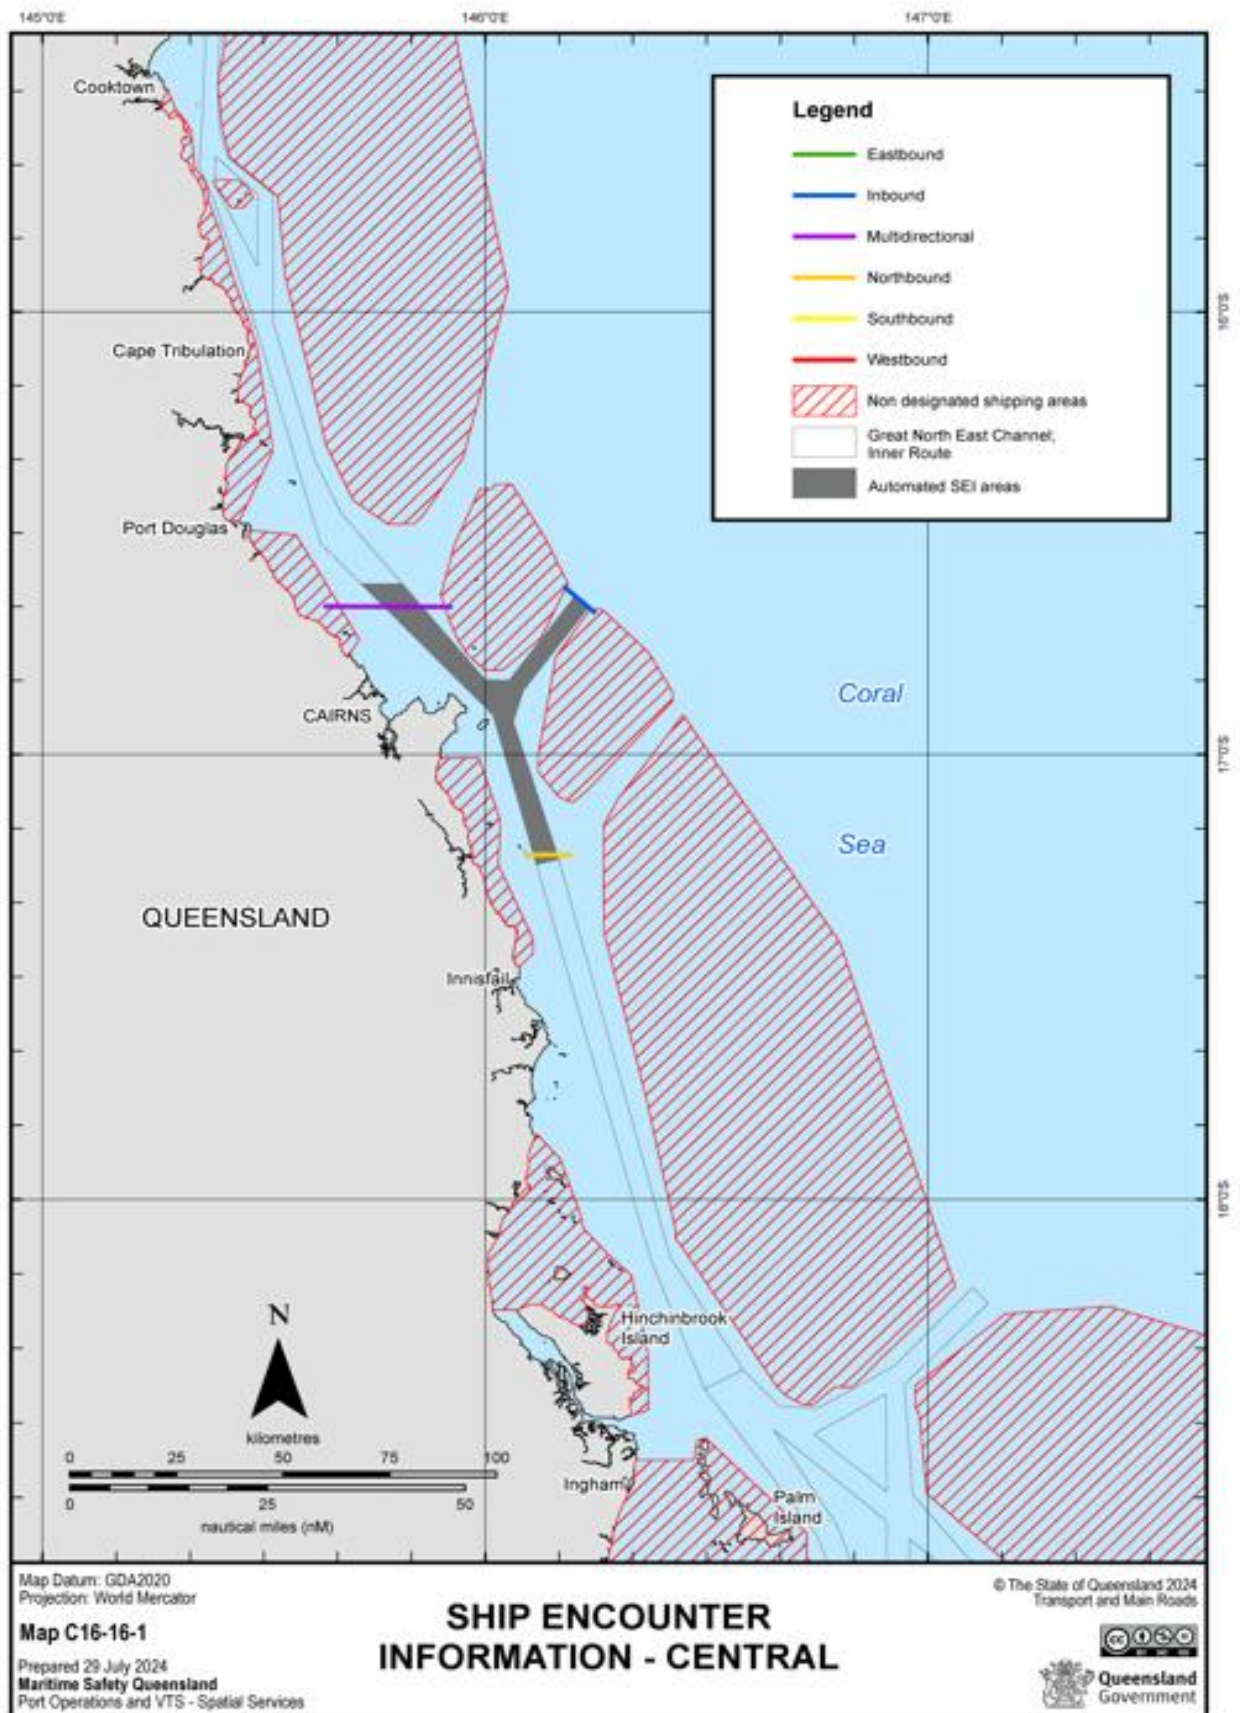 145°0'E
146°0'E
147°0'E
Cooktown
Legend
Eastbound
Inbound
Multidirectional
Northbound
Southbound
Westbound
Non designated shipping areas
Great North East Channel;
Inner Route
Automated SEI areas
16°0'S
Cape Tribulation
Port Douglas
Coral
CAIRNS
17°0'S
Sea
QUEENSLAND
Innisfail
18°0'S
N
Hinchinbrook
Island
kilometres
0 25 50 75 100
0 25 50
nautical miles (nM)
Ingham
Palm
Island
Map Datum: GDA2020
Projection: World Mercator
Map C16-16-1
Prepared 29 July 2024
Maritime Safety Queensland
Port Operations and VTS - Spatial Services
SHIP ENCOUNTER
INFORMATION - CENTRAL
© The State of Queensland 2024
Transport and Main Roads
Queensland
Government